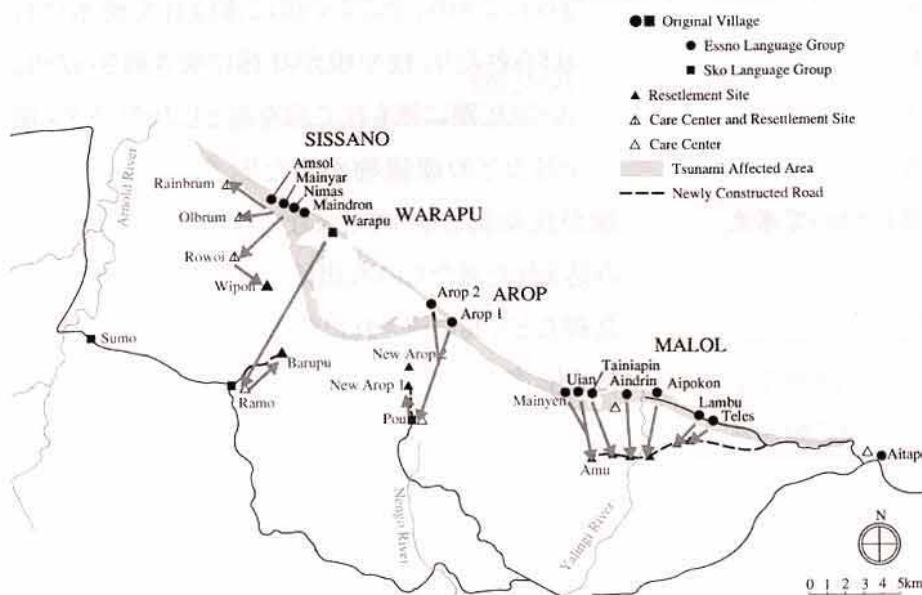 Original Village
Essno Language Group
Sko Language Group
Resetlement Site
Care Center and Resettlement Site
Care Center
Tsunami Affected Area
Newly Constructed Road
SISSANO
Amsol
Mainyar
Nimas
Maindron
Warapu
WARAPU
Rainbrum
Olbrum
Rowoi
Wipon
Arnold River
Sumo
Barupu
Ramo
AROP
Arop 2
Arop 1
New Arop 2
New Arop 1
Pou
Nengo River
MALOL
Tainiapin
Uian
Aindrin
Aipokon
Mainyen
Lambu
Teles
Amu
Yalingi River
Aitape
N
0 1 2 3 4 5km